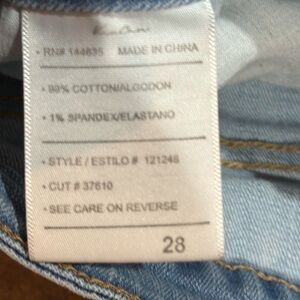 • RN# 144635 MADE IN CHINA
• 99% COTTON/ALGODON
• 1% SPANDEX/ELASTANO
• STYLE / ESTILO # 121246
• CUT # 37610
• SEE CARE ON REVERSE
28